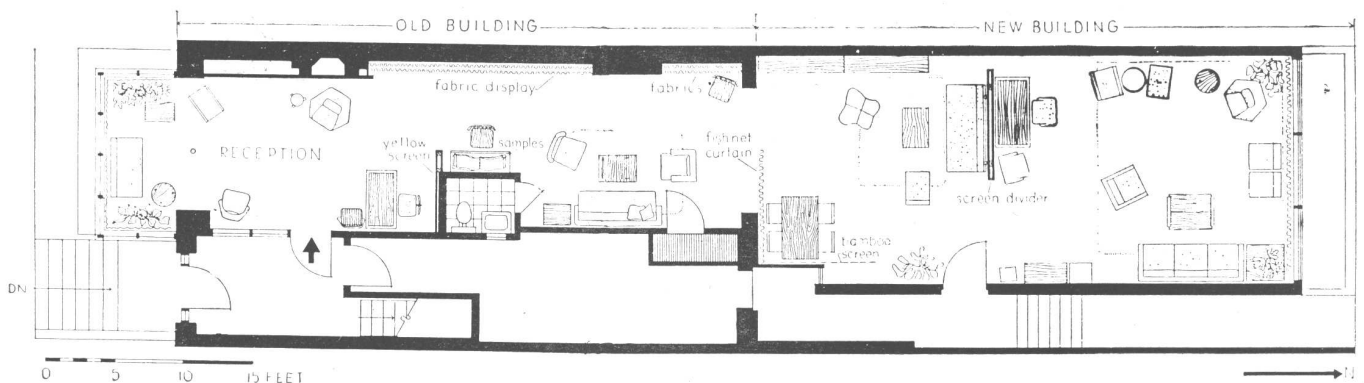 OLD BUILDING
NEW BUILDING
fabric display
fabrics
RECEPTION
yellow
screen
samples
fishnet
curtain
screen divider
bamboo
screen
DN
0 5 10 15 FEET
N